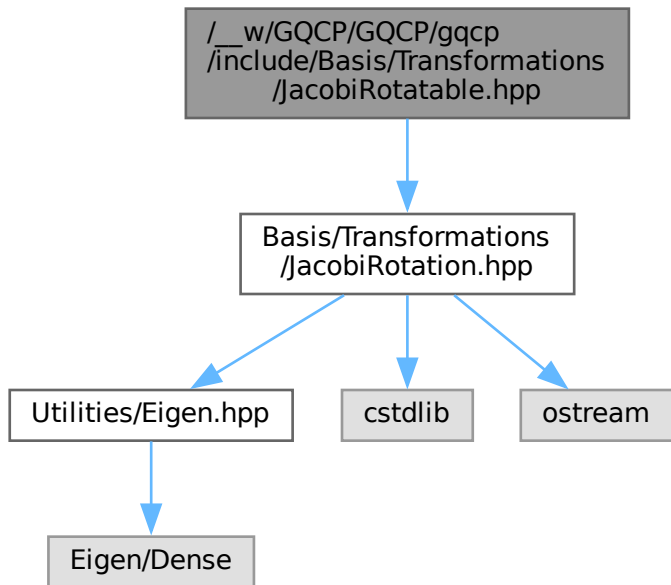 /__w/GQCP/GQCP/gqcp
/include/Basis/Transformations
/JacobiRotatable.hpp
Basis/Transformations
/JacobiRotation.hpp
Utilities/Eigen.hpp
cstdlib
ostream
Eigen/Dense